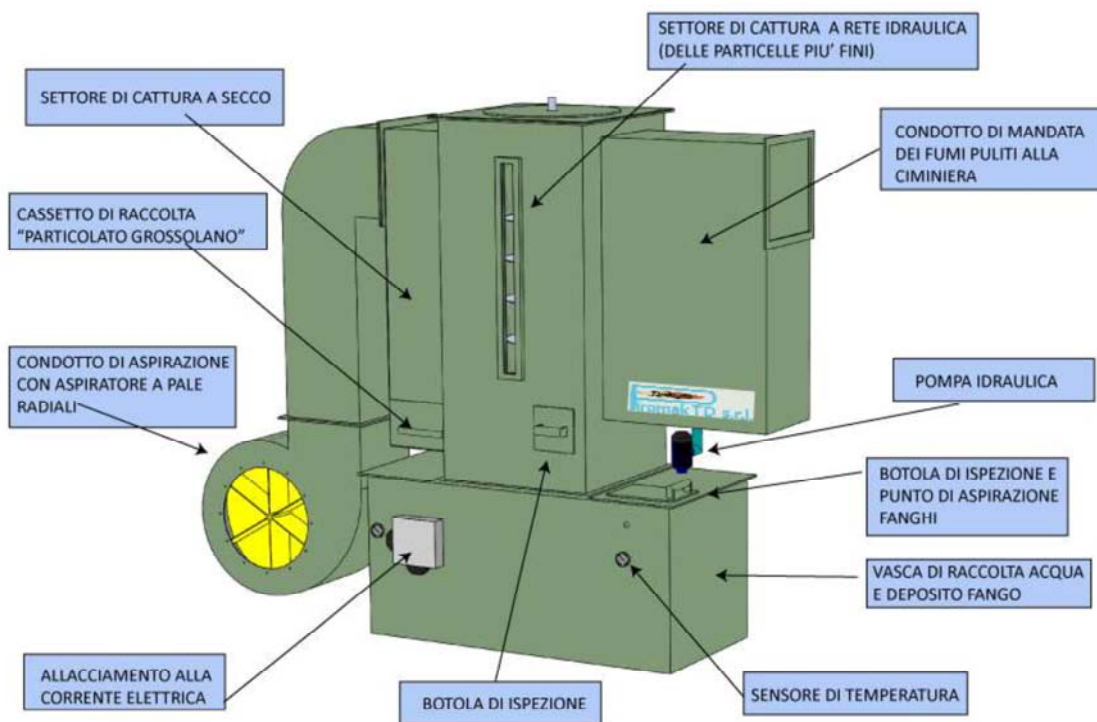 SETTORE DI CATTURA A RETE IDRAULICA
(DELLE PARTICELLE PIU' FINI)
SETTORE DI CATTURA A SECCO
CONDOTTO DI MANDATA
DEI FUMI PULITI ALLA
CIMINIERA
CASSETTO DI RACCOLTA
"PARTICOLATO GROSSOLANO"
CONDOTTO DI ASPIRAZIONE
CON ASPIRATORE A PALE
RADIALI
POMPA IDRAULICA
BOTOLA DI ISPEZIONE E
PUNTO DI ASPIRAZIONE
FANGHI
VASCA DI RACCOLTA ACQUA
E DEPOSITO FANGO
ALLACCIAMENTO ALLA
CORRENTE ELETTRICA
BOTOLA DI ISPEZIONE
SENSORE DI TEMPERATURA
s.r.l.